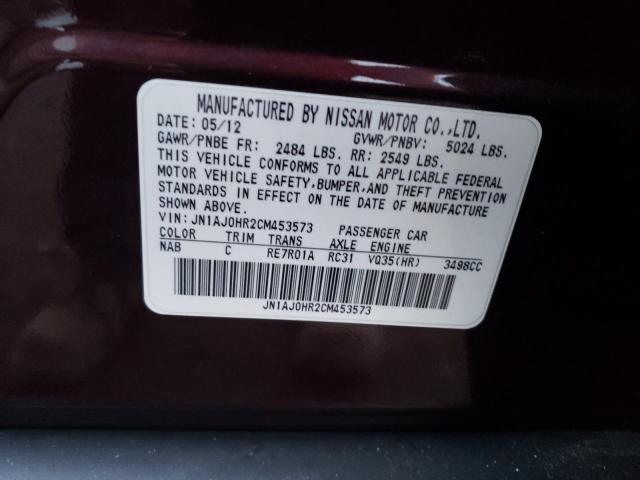 MANUFACTURED BY NISSAN MOTOR CO.,LTD.
DATE: 05/12 GVWR/PNBV: 5024 LBS.
GAWR/PNBE FR: 2484 LBS. RR: 2549 LBS.
THIS VEHICLE CONFORMS TO ALL APPLICABLE FEDERAL
MOTOR VEHICLE SAFETY,BUMPER,AND THEFT PREVENTION
STANDARDS IN EFFECT ON THE DATE OF MANUFACTURE
SHOWN ABOVE.
VIN: JN1AJ0HR2CM453573 PASSENGER CAR
COLOR TRIM TRANS AXLE ENGINE
NAB C RE7R01A RC31 VQ35(HR) 3498CC
JN1AJ0HR2CM453573